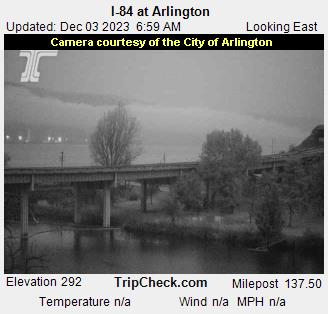 I-84 at Arlington
Updated: Dec 03 2023 6:59 AM Looking East
Camera courtesy of the City of Arlington
Elevation 292 TripCheck.com Milepost 137.50
Temperature n/a Wind n/a MPH n/a